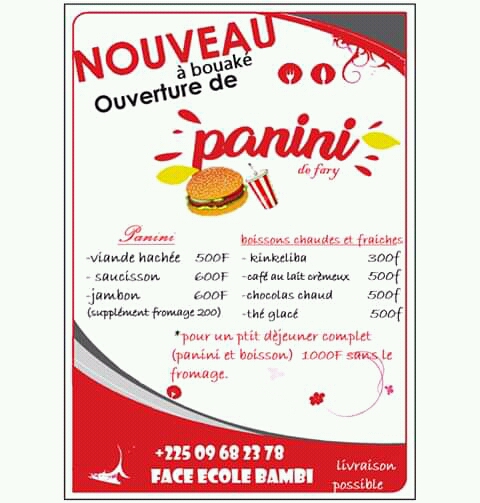 NOUVEAU
à bouaké
Ouverture de
panini
de fary
Panini
-viande hachée 500F
- saucisson 600F
-jambon 600F
(supplément fromage 200)
boissons chaudes et fraiches
- kinkeliba 300f
-café au lait crèmeux 500f
-chocolas chaud 500f
-thé glacé 500f
*pour un ptit dèjeuner complet
(panini et boisson) 1000F sans le
fromage.
+225 09 68 23 78
FACE ECOLE BAMBI
livraison
possible